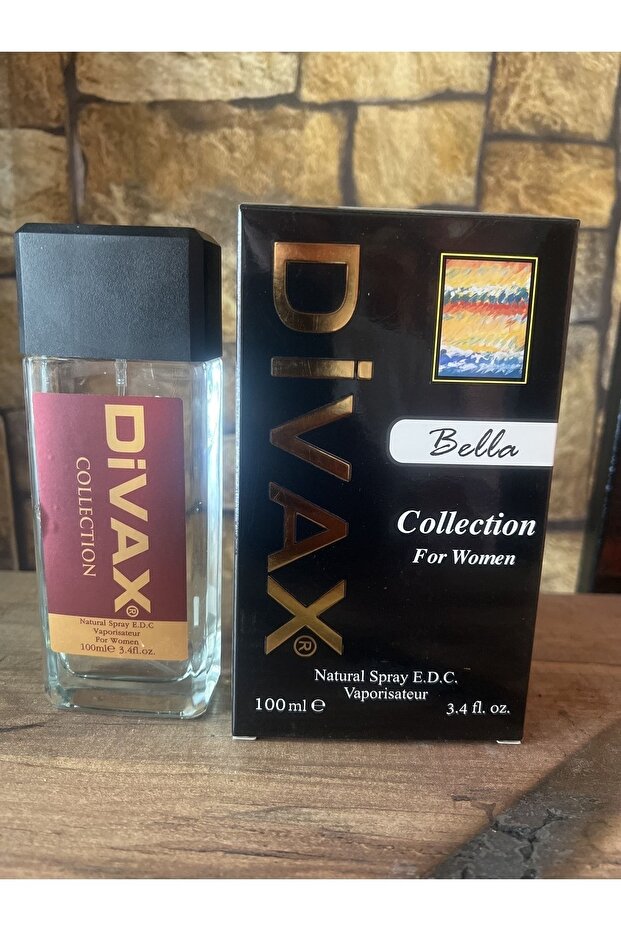 DiVAX®
COLLECTION
Natural Spray E.D.C
Vaporisateur
For Women
100ml℮ 3.4fl.oz.
DiVAX®
Bella
Collection
For Women
Natural Spray E.D.C.
Vaporisateur
100 ml ℮ 3.4 fl. oz.